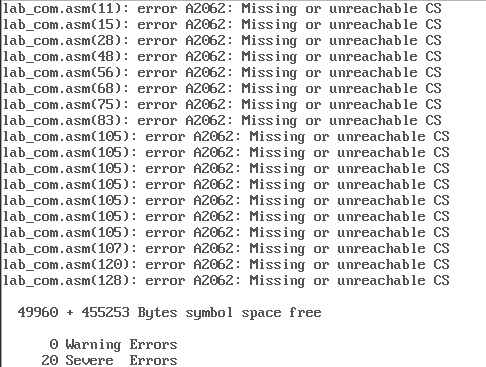 lab_com.asm(11): error A2062: Missing or unreachable CS
lab_com.asm(15): error A2062: Missing or unreachable CS
lab_com.asm(28): error A2062: Missing or unreachable CS
lab_com.asm(48): error A2062: Missing or unreachable CS
lab_com.asm(56): error A2062: Missing or unreachable CS
lab_com.asm(68): error A2062: Missing or unreachable CS
lab_com.asm(75): error A2062: Missing or unreachable CS
lab_com.asm(83): error A2062: Missing or unreachable CS
lab_com.asm(105): error A2062: Missing or unreachable CS
lab_com.asm(105): error A2062: Missing or unreachable CS
lab_com.asm(105): error A2062: Missing or unreachable CS
lab_com.asm(105): error A2062: Missing or unreachable CS
lab_com.asm(105): error A2062: Missing or unreachable CS
lab_com.asm(105): error A2062: Missing or unreachable CS
lab_com.asm(105): error A2062: Missing or unreachable CS
lab_com.asm(107): error A2062: Missing or unreachable CS
lab_com.asm(120): error A2062: Missing or unreachable CS
lab_com.asm(128): error A2062: Missing or unreachable CS
49960 + 455253 Bytes symbol space free
0 Warning Errors
20 Severe Errors